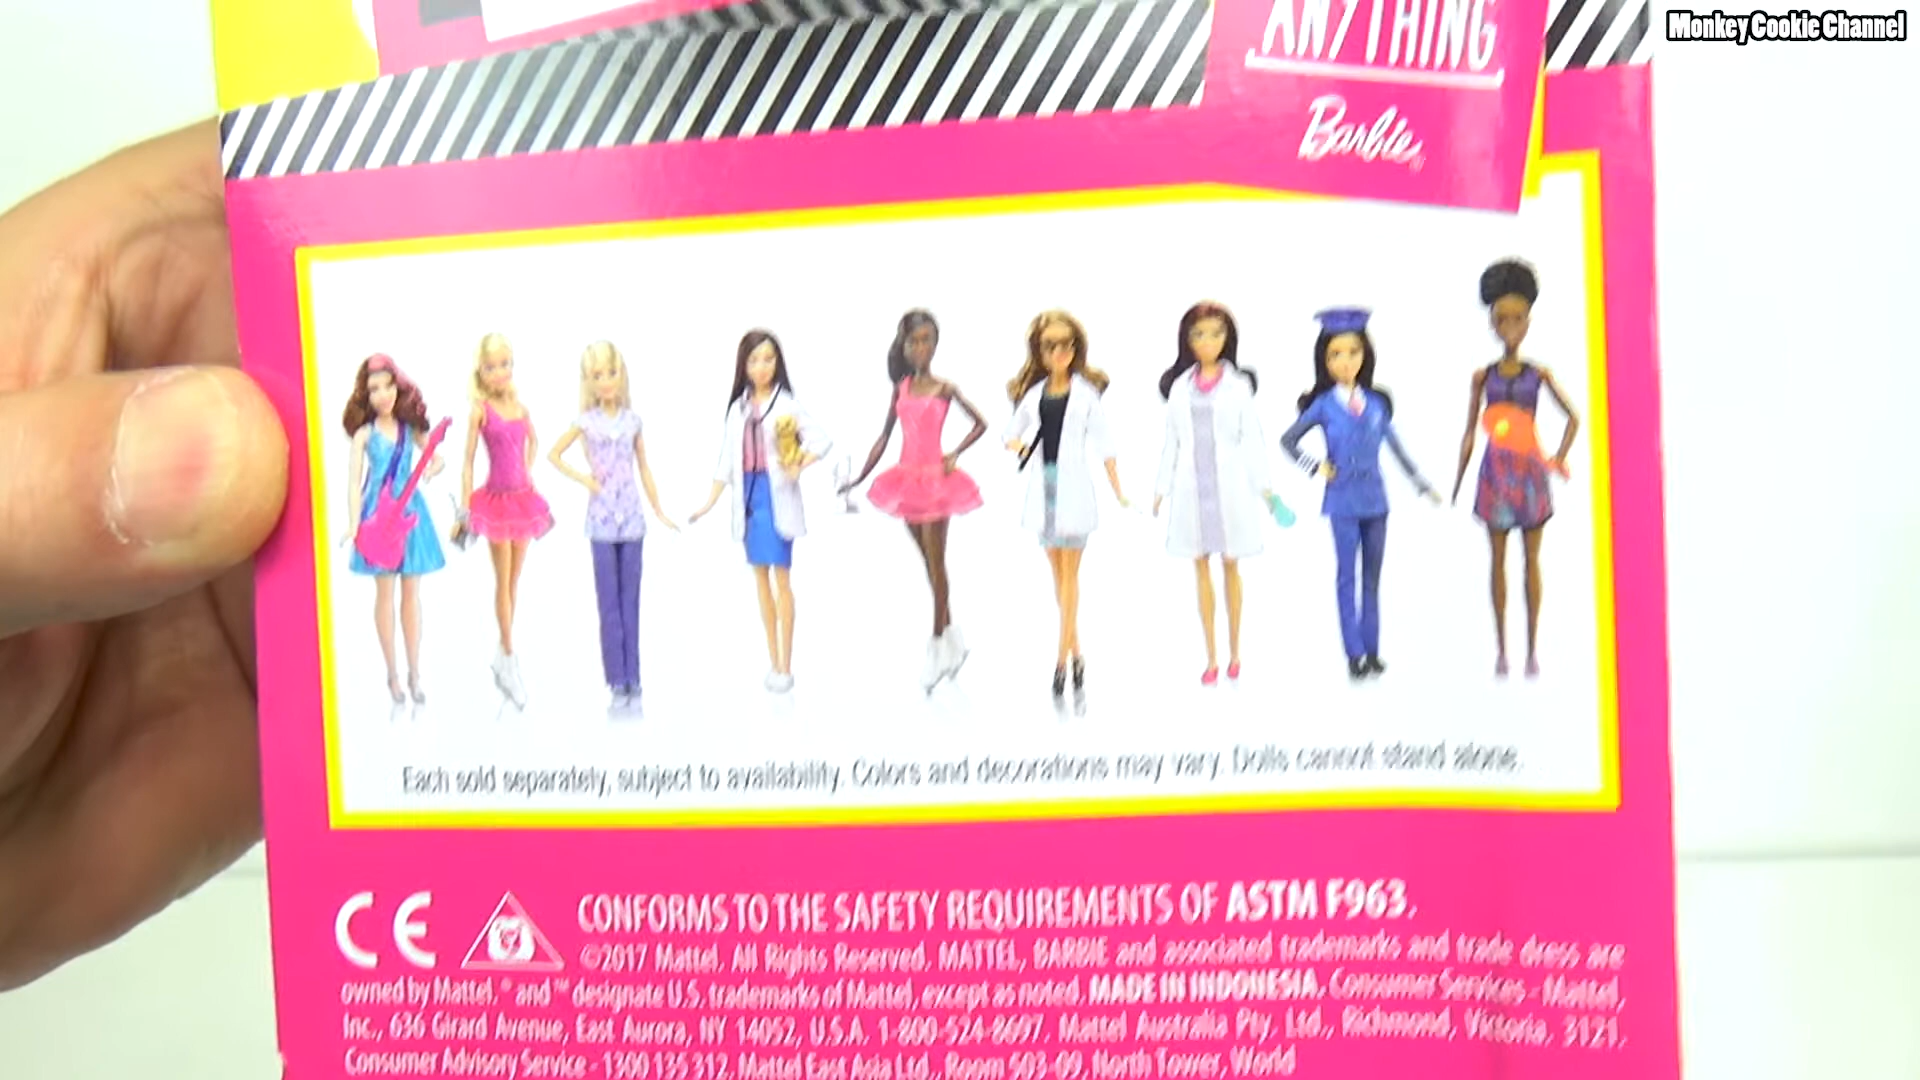 Monkey Cookie Channel
ANYTHING
Barbie
Each sold separately, subject to availability. Colors and decorations may vary. Dolls cannot stand alone.
CE
CONFORMS TO THE SAFETY REQUIREMENTS OF ASTM F963.
©2017 Mattel. All Rights Reserved. MATTEL, BARBIE and associated trademarks and trade dress are
owned by Mattel. ® and ™ designate U.S. trademarks of Mattel, except as noted. MADE IN INDONESIA. Consumer Services - Mattel,
Inc., 636 Girard Avenue, East Aurora, NY 14052, U.S.A. 1-800-524-8697. Mattel Australia Pty. Ltd., Richmond, Victoria. 3121.
Consumer Advisory Service - 1300 135 312. Mattel East Asia Ltd., Room 503-09, North Tower, World